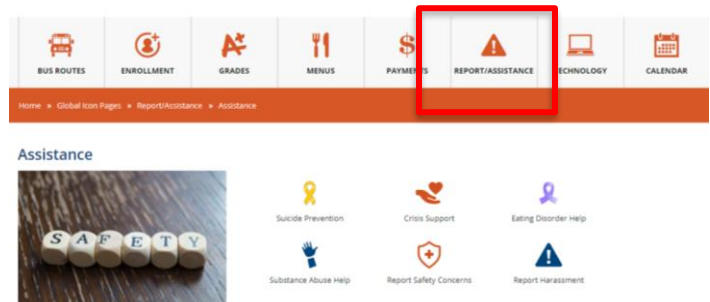 BUS ROUTES ENROLLMENT GRADES MENUS PAYMENTS REPORT/ASSISTANCE TECHNOLOGY CALENDAR
Home » Global Icon Pages » Report/Assistance » Assistance
Assistance
SAFETY
Suicide Prevention Crisis Support Eating Disorder Help
Substance Abuse Help Report Safety Concerns Report Harassment